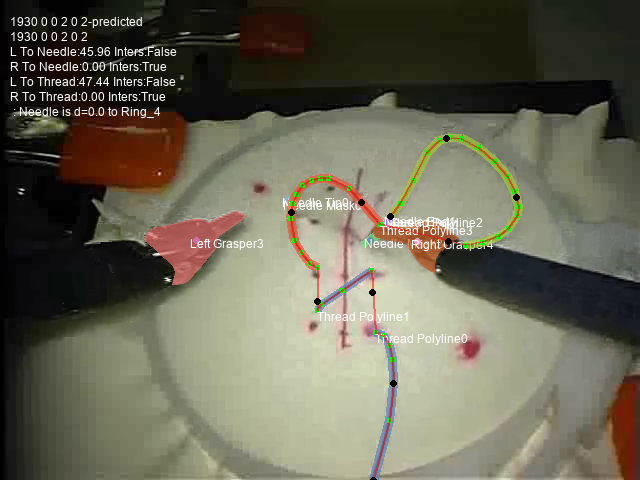 1930 0 0 2 0 2-predicted
1930 0 0 2 0 2
L To Needle:45.96 Inters:False
R To Needle:0.00 Inters:True
L To Thread:47.44 Inters:False
R To Thread:0.00 Inters:True
: Needle is d=0.0 to Ring_4
Needle Tip0
Needle Mask
Polyline2
Thread Polyline3
Left Grasper3
Needle
Right Grasper4
Thread Polyline1
Thread Polyline0